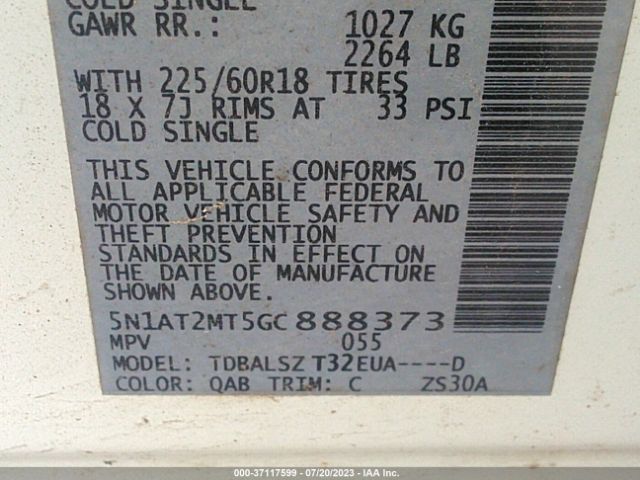 COLD SINGLE
GAWR RR.: 1027 KG
2264 LB
WITH 225/60R18 TIRES
18 X 7J RIMS AT 33 PSI
COLD SINGLE
THIS VEHICLE CONFORMS TO
ALL APPLICABLE FEDERAL
MOTOR VEHICLE SAFETY AND
THEFT PREVENTION
STANDARDS IN EFFECT ON
THE DATE OF MANUFACTURE
SHOWN ABOVE.
5N1AT2MT5GC888373
MPV 055
MODEL: TDBALSZ T32EUA----D
COLOR: QAB TRIM: C ZS30A
000-37117599 - 07/20/2023 - IAA Inc.